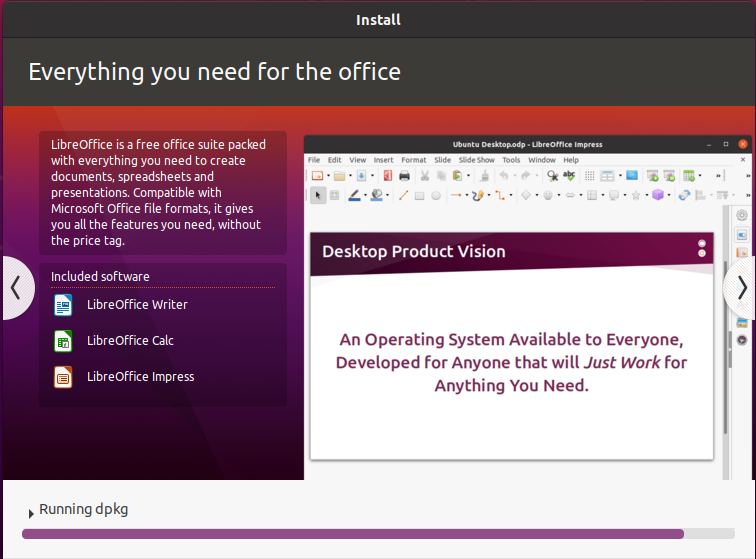 Install
Everything you need for the office
LibreOffice is a free office suite packed
with everything you need to create
documents, spreadsheets and
presentations. Compatible with
Microsoft Office file formats, it gives
you all the features you need, without
the price tag.
Included software
LibreOffice Writer
LibreOffice Calc
LibreOffice Impress
Ubuntu Desktop.odp - LibreOffice Impress
File Edit View Insert Format Slide Slide Show Tools Window Help
Desktop Product Vision
An Operating System Available to Everyone,
Developed for Anyone that will Just Work for
Anything You Need.
Running dpkg